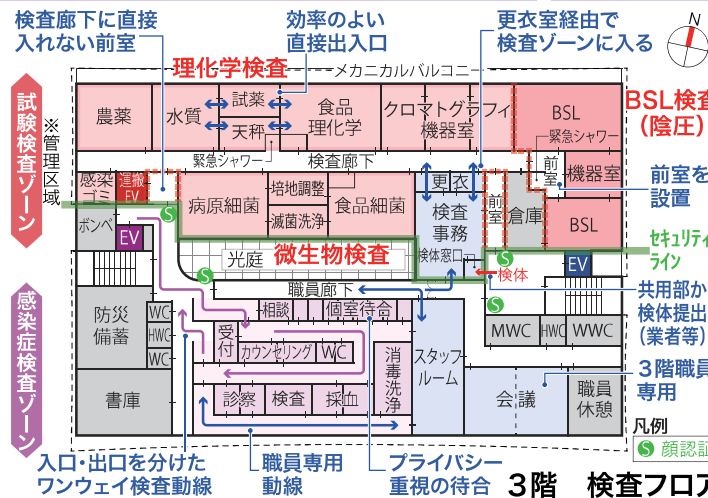 検査廊下に直接
入れない前室
効率のよい
直接出入口
更衣室経由で
検査ゾーンに入る
N
理化学検査
メカニカルバルコニー
試験検査ゾーン
※管理区域
農薬
水質
試薬
天秤
食品
理化学
クロマトグラフィ
機器室
BSL
BSL検査
(陰圧)
緊急シャワー
緊急シャワー
検査廊下
前室
機器室
前室を
設置
感染
ゴミ
EV
病原細菌
培地調整
滅菌洗浄
食品細菌
更衣
検査
事務
前室
倉庫
BSL
ボンベ
EV
S
光庭
微生物検査
検体窓口
検体
S
EV
セキュリティ
ライン
S
S
職員廊下
共用部か
検体提出
(業者等)
感染症検査ゾーン
防災
備蓄
WC
HWC
WC
相談
個室待合
受付
カウンセリング
WC
消毒洗浄
スタッフ
ルーム
MWC
HWC
WWC
書庫
診察
検査
採血
会議
職員
休憩
3階職員
専用
凡例
S 顔認証
入口・出口を分けた
ワンウェイ検査動線
職員専用
動線
プライバシー
重視の待合
3階 検査フロア